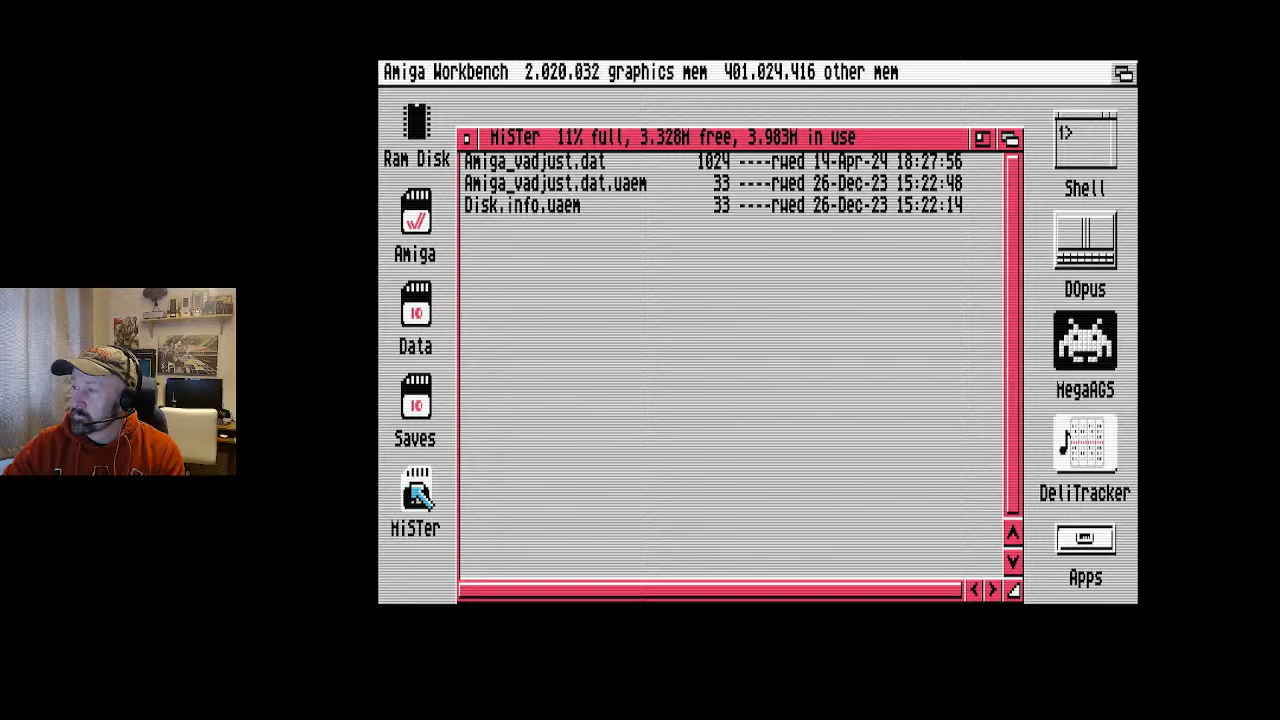 Amiga Workbench  2.020.032 graphics mem  401.024.416 other mem
Ram Disk
Amiga
Data
Saves
MiSTer
MiSTer  11% full, 3.328M free, 3.983M in use
Amiga_vadjust.dat 1024 ----rwed 14-Apr-24 18:27:56
Amiga_vadjust.dat.uaem 33 ----rwed 26-Dec-23 15:22:48
Disk.info.uaem 33 ----rwed 26-Dec-23 15:22:14
1>
Shell
DOpus
MegaAGS
DeliTracker
Apps